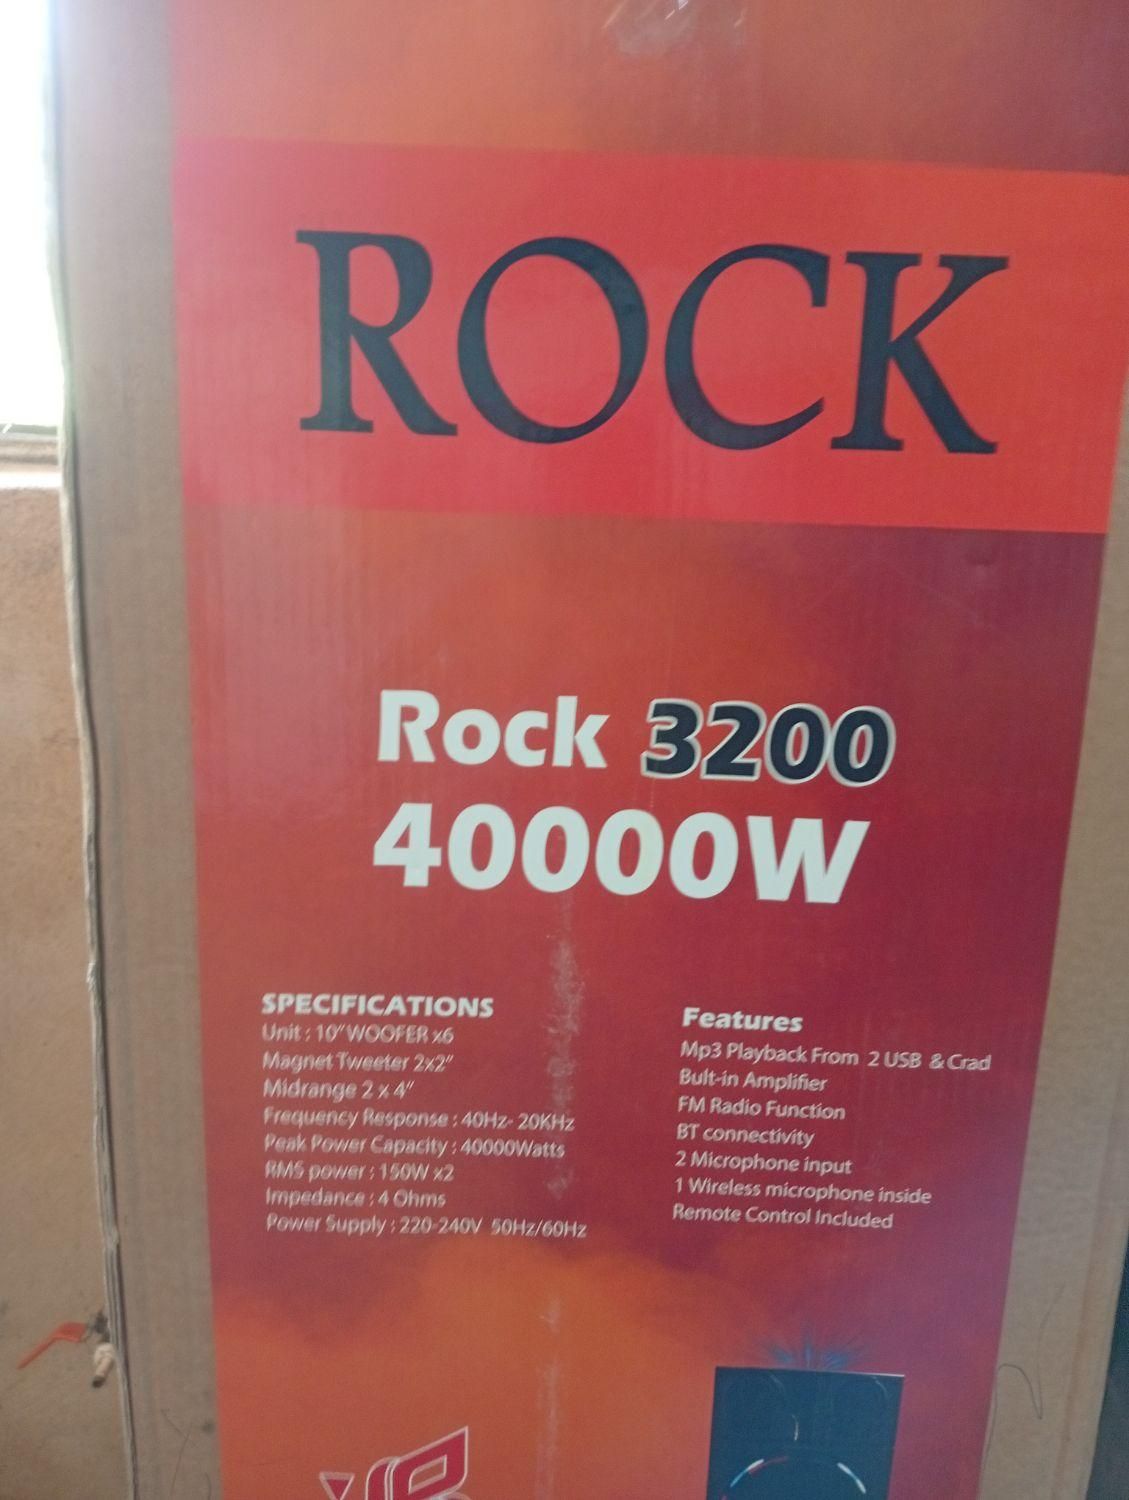 ROCK
Rock 3200
40000W
SPECIFICATIONS
Unit : 10" WOOFER x6
Magnet Tweeter 2x2"
Midrange 2 x 4"
Frequency Response : 40Hz- 20KHz
Peak Power Capacity : 40000Watts
RMS power : 150W x2
Impedance : 4 Ohms
Power Supply : 220-240V 50Hz/60Hz
Features
Mp3 Playback From 2 USB & Crad
Bult-in Amplifier
FM Radio Function
BT connectivity
2 Microphone input
1 Wireless microphone inside
Remote Control Included